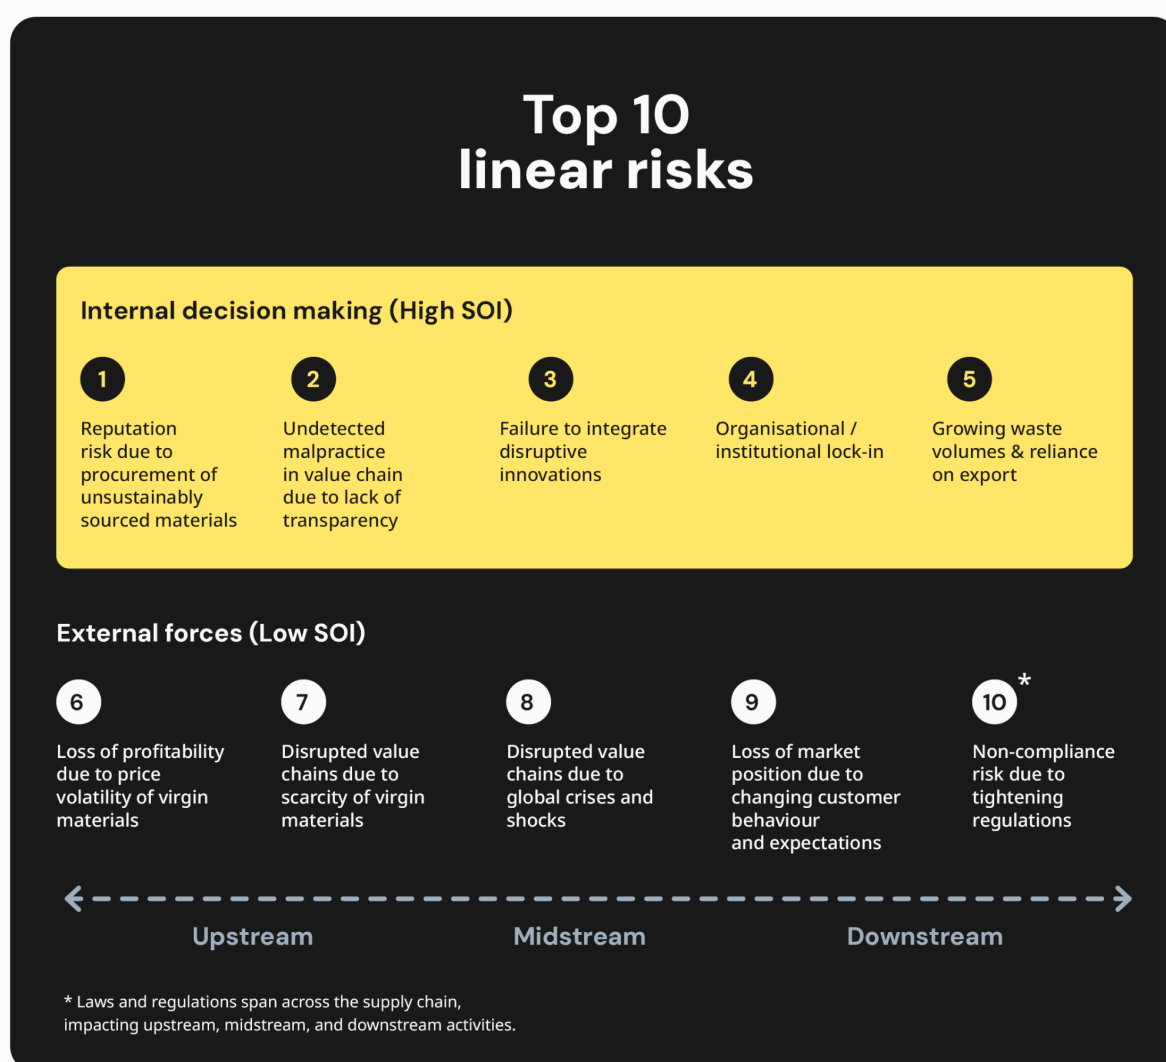 Top 10
linear risks
Internal decision making (High SOI)
1
Reputation
risk due to
procurement of
unsustainably
sourced materials
2
Undetected
malpractice
in value chain
due to lack of
transparency
3
Failure to integrate
disruptive
innovations
4
Organisational /
institutional lock-in
5
Growing waste
volumes & reliance
on export
External forces (Low SOI)
6
Loss of profitability
due to price
volatility of virgin
materials
7
Disrupted value
chains due to
scarcity of virgin
materials
8
Disrupted value
chains due to
global crises and
shocks
9
Loss of market
position due to
changing customer
behaviour
and expectations
10 *
Non-compliance
risk due to
tightening
regulations
Upstream
Midstream
Downstream
* Laws and regulations span across the supply chain,
impacting upstream, midstream, and downstream activities.